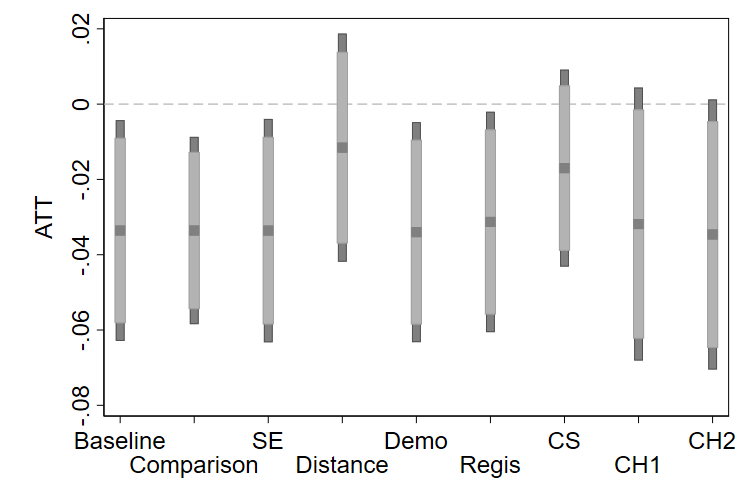 ATT
.02
0
-.02
-.04
-.06
-.08
Baseline
Comparison
SE
Distance
Demo
Regis
CS
CH1
CH2